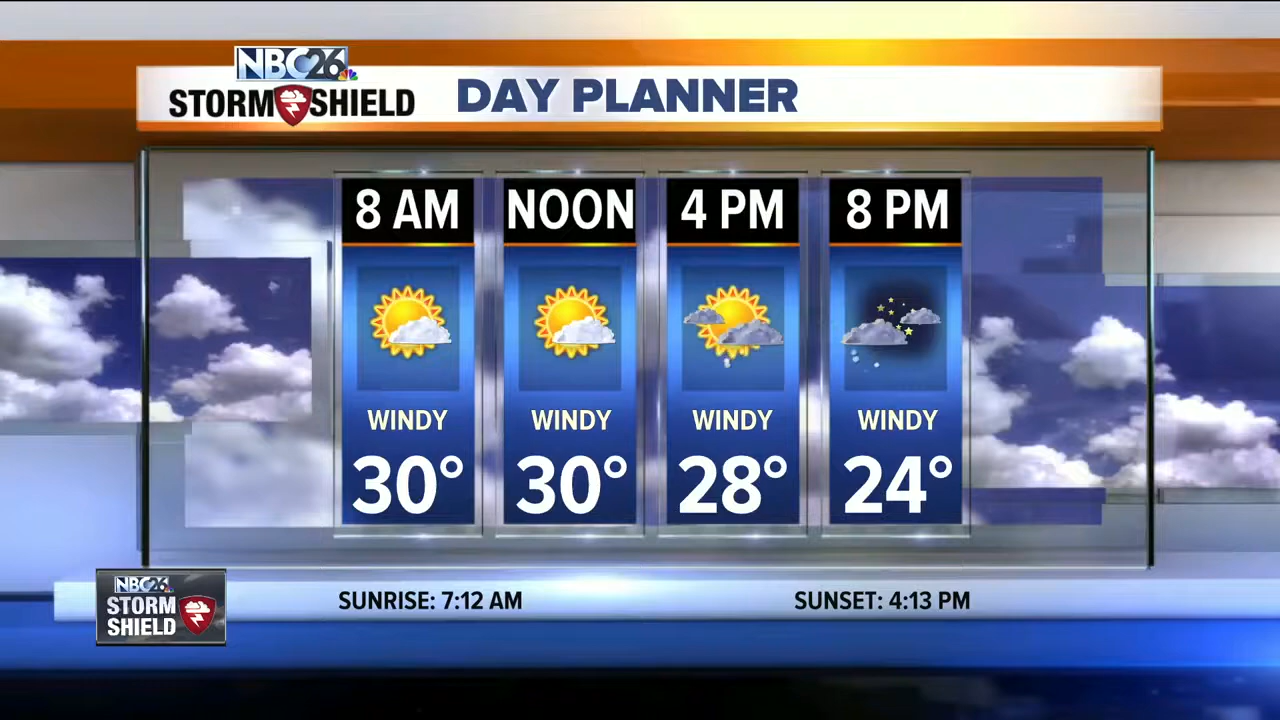 NBC26
STORM SHIELD
DAY PLANNER
8 AM
NOON
4 PM
8 PM
WINDY
WINDY
WINDY
WINDY
30°
30°
28°
24°
NBC26
STORM
SHIELD
SUNRISE: 7:12 AM
SUNSET: 4:13 PM